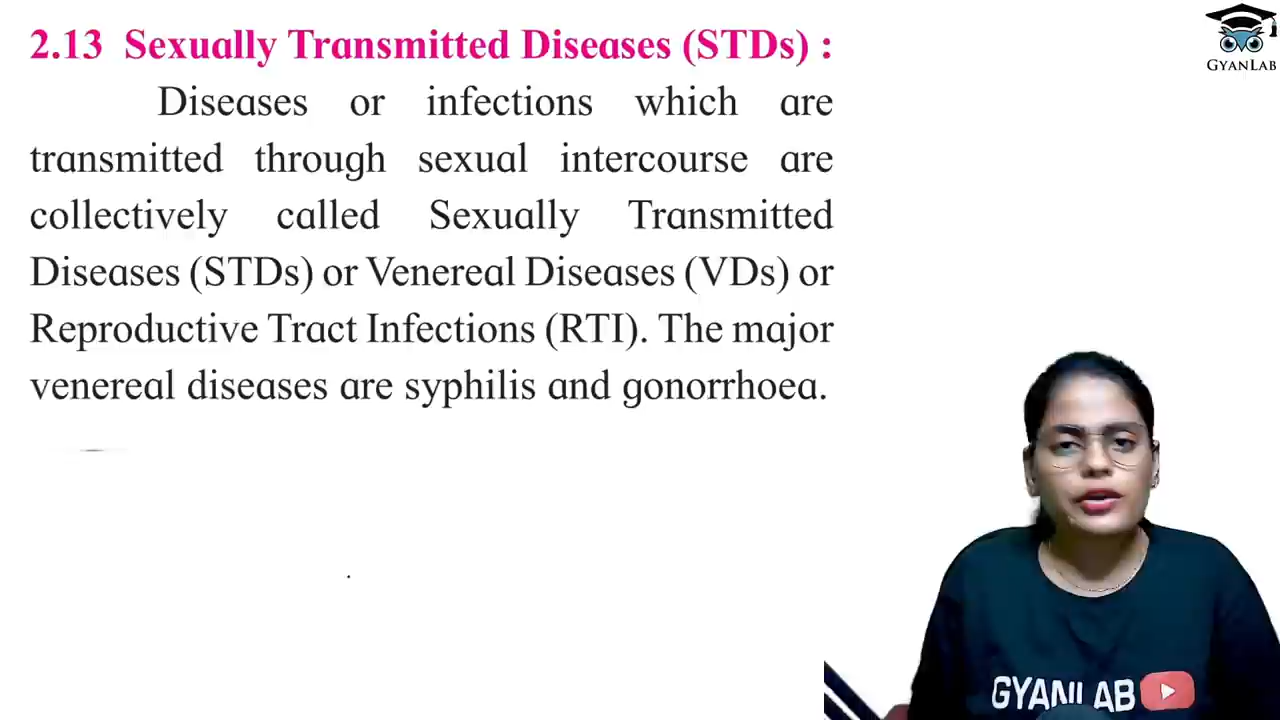 2.13 Sexually Transmitted Diseases (STDs) :
Diseases or infections which are
transmitted through sexual intercourse are
collectively called Sexually Transmitted
Diseases (STDs) or Venereal Diseases (VDs) or
Reproductive Tract Infections (RTI). The major
venereal diseases are syphilis and gonorrhoea.
GYANLAB
GYANLAB